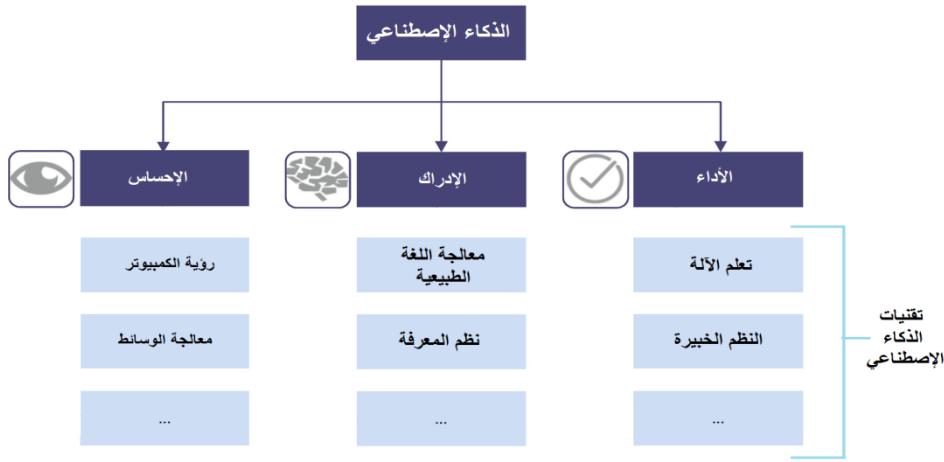 الذكاء الإصطناعي
الأداء
الإدراك
الإحساس
تعلم الآلة
معالجة اللغة
الطبيعية
رؤية الكمبيوتر
النظم الخبيرة
نظم المعرفة
معالجة الوسائط
...
...
...
تقنيات
الذكاء
الإصطناعي